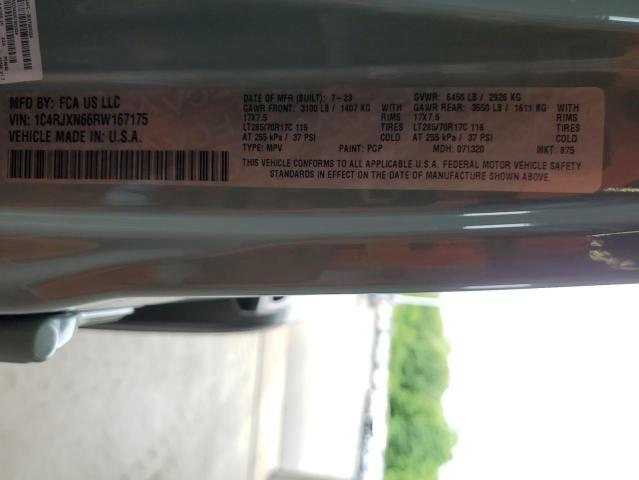 MFD BY: FCA US LLC
VIN: 1C4RJXN66RW167175
VEHICLE MADE IN U.S.A.
DATE OF MFR (BUILT): 7-23
GAWR FRONT: 3100 LB / 1407 KG
17X7.5 RIMS
LT285/70R17C 116 TIRES
AT 255 kPa / 37 PSI COLD
TYPE: MPV PAINT: PGP
GVWR: 6450 LB / 2926 KG
GAWR REAR: 3550 LB / 1611 KG
17X7.5 RIMS
LT285/70R17C 116 TIRES
AT 255 kPa / 37 PSI COLD
MDH: 071320 MKT: 875
THIS VEHICLE CONFORMS TO ALL APPLICABLE U.S.A. FEDERAL MOTOR VEHICLE SAFETY
STANDARDS IN EFFECT ON THE DATE OF MANUFACTURE SHOWN ABOVE.